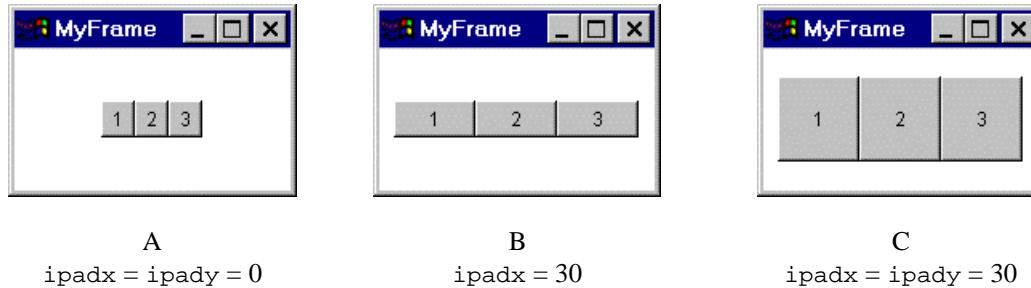 MyFrame
1 2 3
A
ipadx = ipady = 0
MyFrame
1 2 3
B
ipadx = 30
MyFrame
1 2 3
C
ipadx = ipady = 30